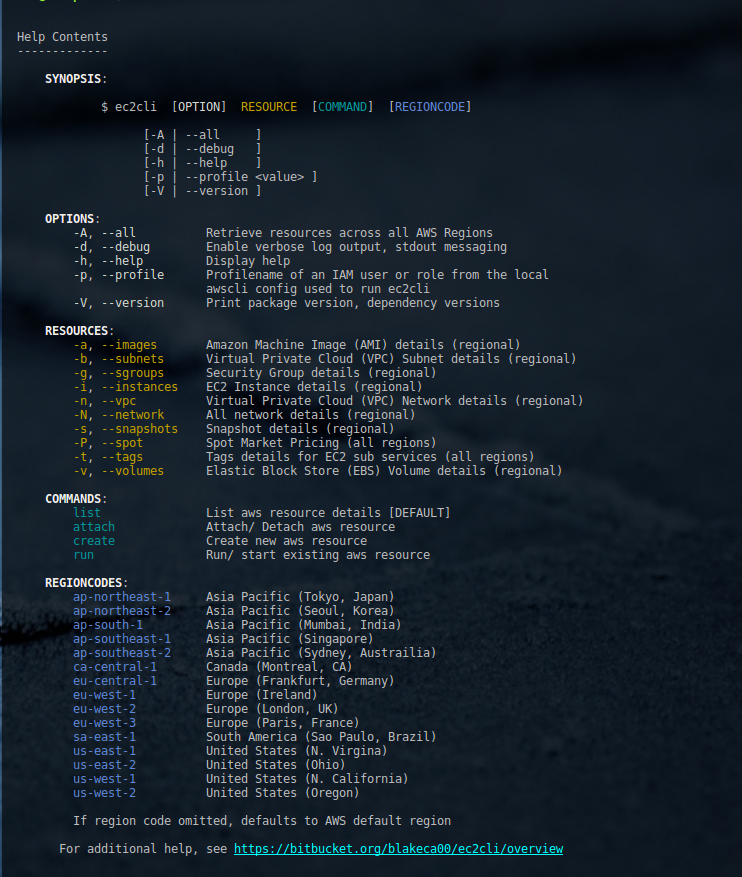 Help Contents
-------------
SYNOPSIS:
$ ec2cli  [OPTION]  RESOURCE  [COMMAND]  [REGIONCODE]
[-A | --all     ]
[-d | --debug   ]
[-h | --help    ]
[-p | --profile <value> ]
[-V | --version ]
OPTIONS:
-A, --all          Retrieve resources across all AWS Regions
-d, --debug        Enable verbose log output, stdout messaging
-h, --help         Display help
-p, --profile      Profilename of an IAM user or role from the local
awscli config used to run ec2cli
-V, --version      Print package version, dependency versions
RESOURCES:
-a, --images       Amazon Machine Image (AMI) details (regional)
-b, --subnets      Virtual Private Cloud (VPC) Subnet details (regional)
-g, --sgroups      Security Group details (regional)
-i, --instances    EC2 Instance details (regional)
-n, --vpc          Virtual Private Cloud (VPC) Network details (regional)
-N, --network      All network details (regional)
-s, --snapshots    Snapshot details (regional)
-P, --spot         Spot Market Pricing (all regions)
-t, --tags         Tags details for EC2 sub services (all regions)
-v, --volumes      Elastic Block Store (EBS) Volume details (regional)
COMMANDS:
list               List aws resource details [DEFAULT]
attach             Attach/ Detach aws resource
create             Create new aws resource
run                Run/ start existing aws resource
REGIONCODES:
ap-northeast-1     Asia Pacific (Tokyo, Japan)
ap-northeast-2     Asia Pacific (Seoul, Korea)
ap-south-1         Asia Pacific (Mumbai, India)
ap-southeast-1     Asia Pacific (Singapore)
ap-southeast-2     Asia Pacific (Sydney, Austrailia)
ca-central-1       Canada (Montreal, CA)
eu-central-1       Europe (Frankfurt, Germany)
eu-west-1          Europe (Ireland)
eu-west-2          Europe (London, UK)
eu-west-3          Europe (Paris, France)
sa-east-1          South America (Sao Paulo, Brazil)
us-east-1          United States (N. Virgina)
us-east-2          United States (Ohio)
us-west-1          United States (N. California)
us-west-2          United States (Oregon)
If region code omitted, defaults to AWS default region
For additional help, see https://bitbucket.org/blakeca00/ec2cli/overview